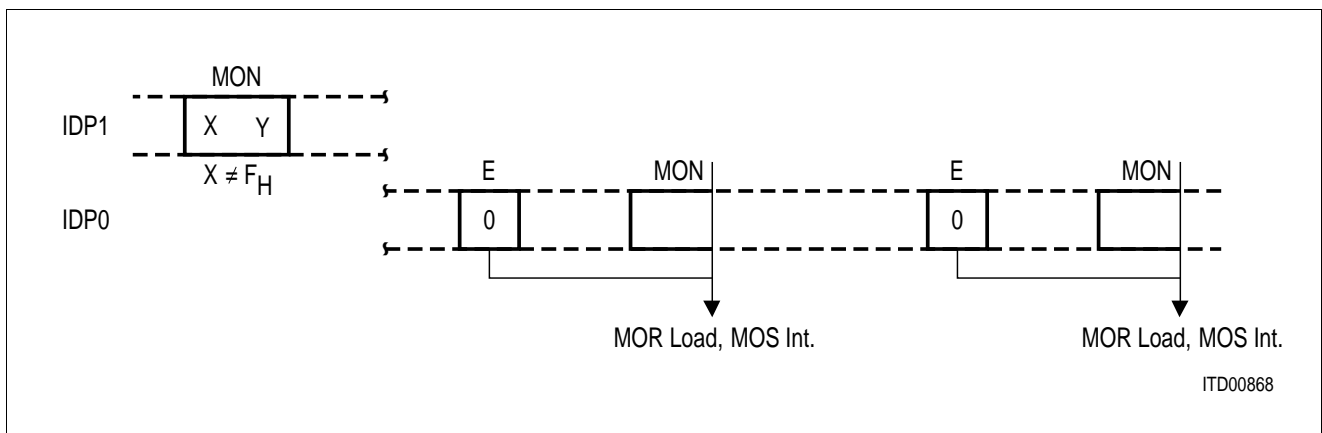 MON
IDP1 X Y
X ≠ FH
E MON E MON
IDP0 0 0
MOR Load, MOS Int. MOR Load, MOS Int.
ITD00868